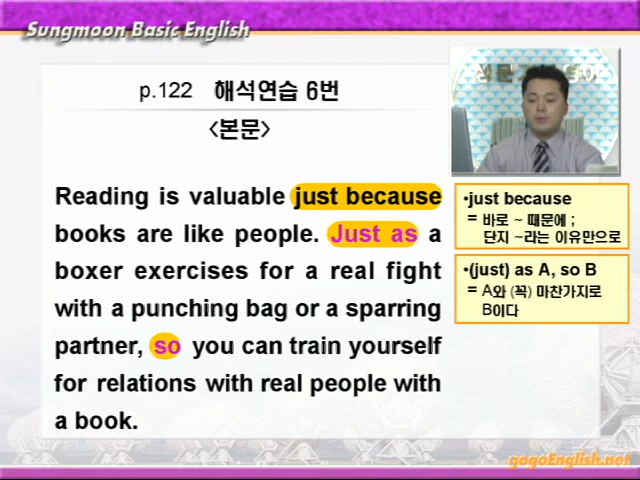 Sungmoon Basic English
p.122 해석연습 6번
<본문>
Reading is valuable just because
books are like people. Just as a
boxer exercises for a real fight
with a punching bag or a sparring
partner, so you can train yourself
for relations with real people with
a book.
•just because
= 바로 ~ 때문에 ;
단지 ~라는 이유만으로
•(just) as A, so B
= A와 (꼭) 마찬가지로
B이다
gogoEnglish.net